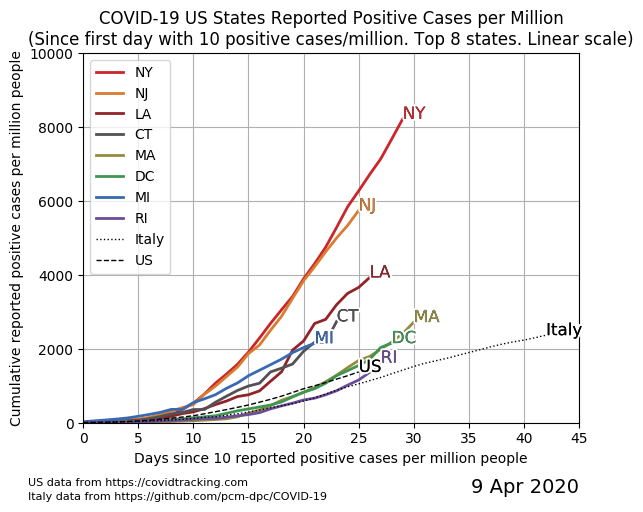 COVID-19 US States Reported Positive Cases per Million
(Since first day with 10 positive cases/million. Top 8 states. Linear scale)
Cumulative reported positive cases per million people
10000
8000
6000
4000
2000
0
NY
NJ
LA
CT
MA
DC
MI
RI
Italy
US
NY
NJ
LA
CT
MA
MI
DC
Italy
RI
US
0 5 10 15 20 25 30 35 40 45
Days since 10 reported positive cases per million people
US data from https://covidtracking.com
Italy data from https://github.com/pcm-dpc/COVID-19
9 Apr 2020